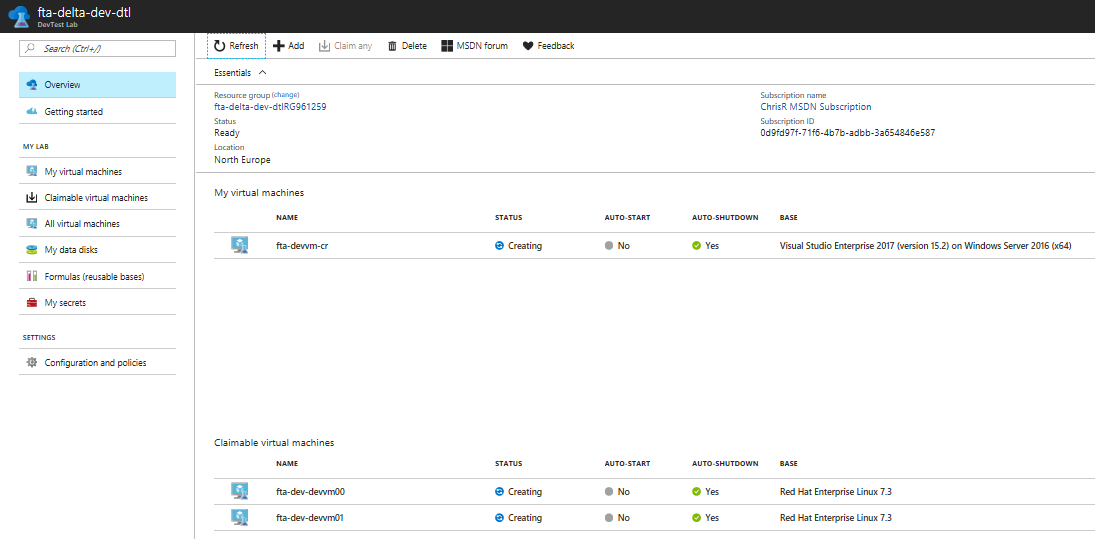 fta-delta-dev-dtl
DevTest Lab
Search (Ctrl+/)
Overview
Getting started
MY LAB
My virtual machines
Claimable virtual machines
All virtual machines
My data disks
Formulas (reusable bases)
My secrets
SETTINGS
Configuration and policies
Refresh Add Claim any Delete MSDN forum Feedback
Essentials
Resource group (change)
fta-delta-dev-dtlRG961259
Status
Ready
Location
North Europe
Subscription name
ChrisR MSDN Subscription
Subscription ID
0d9fd97f-71f6-4b7b-adbb-3a654846e587
My virtual machines
NAME STATUS AUTO-START AUTO-SHUTDOWN BASE
fta-devvm-cr Creating No Yes Visual Studio Enterprise 2017 (version 15.2) on Windows Server 2016 (x64)
Claimable virtual machines
NAME STATUS AUTO-START AUTO-SHUTDOWN BASE
fta-dev-devvm00 Creating No Yes Red Hat Enterprise Linux 7.3
fta-dev-devvm01 Creating No Yes Red Hat Enterprise Linux 7.3